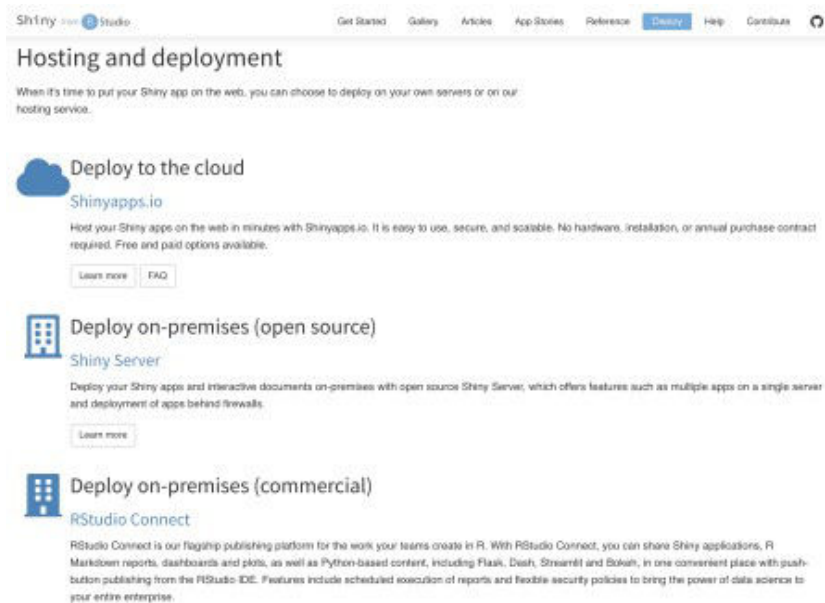 Shiny from R Studio
Get Started Gallery Articles App Stories Reference Deploy Help Contribute
Hosting and deployment
When it's time to put your Shiny app on the web, you can choose to deploy on your own servers or on our
hosting service.
Deploy to the cloud
Shinyapps.io
Host your Shiny apps on the web in minutes with Shinyapps.io. It is easy to use, secure, and scalable. No hardware, installation, or annual purchase contract
required. Free and paid options available.
Learn more FAQ
Deploy on-premises (open source)
Shiny Server
Deploy your Shiny apps and interactive documents on-premises with open source Shiny Server, which offers features such as multiple apps on a single server
and deployment of apps behind firewalls.
Learn more
Deploy on-premises (commercial)
RStudio Connect
RStudio Connect is our flagship publishing platform for the work your teams create in R. With RStudio Connect, you can share Shiny applications, R
Markdown reports, dashboards and plots, as well as Python-based content, including Flask, Dash, Streamlit and Bokeh, in one convenient place with push-
button publishing from the RStudio IDE. Features include scheduled execution of reports and flexible security policies to bring the power of data science to
your entire enterprise.